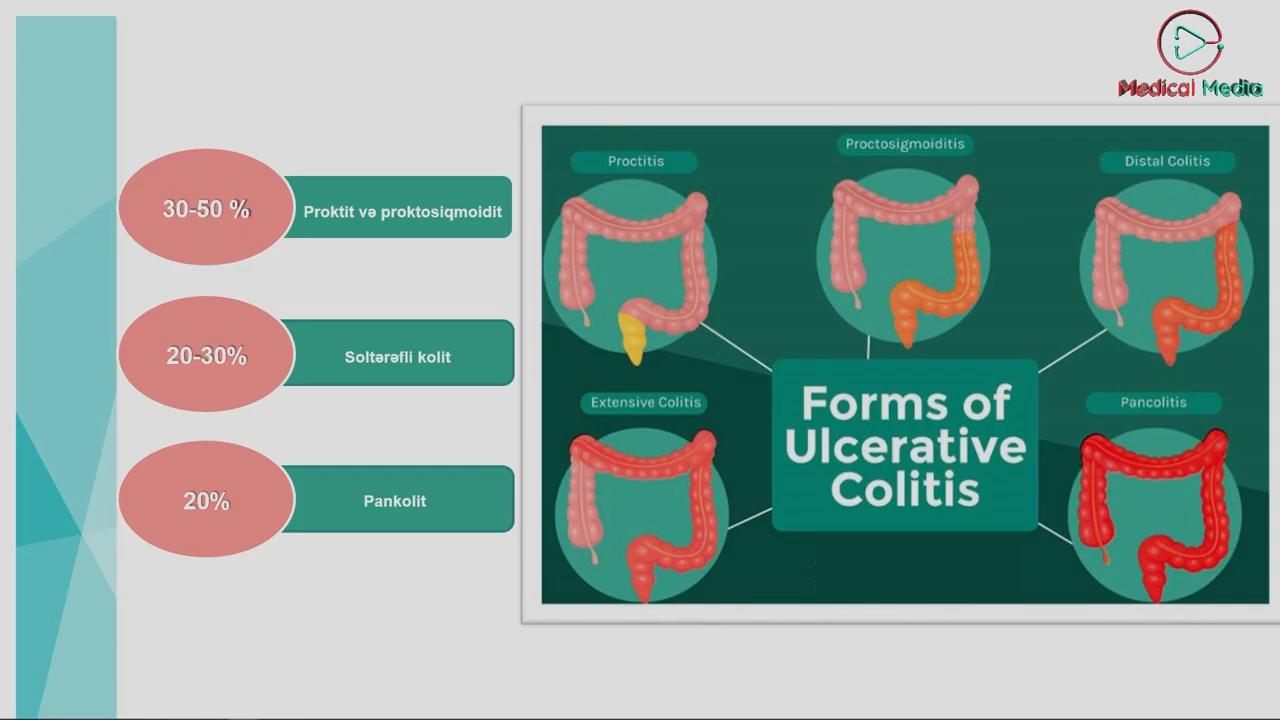 Medical Media
30-50 %
Proktit və proktosiqmoidit
20-30%
Soltərəfli kolit
20%
Pankolit
Proctitis
Proctosigmoiditis
Distal Colitis
Extensive Colitis
Pancolitis
Forms of
Ulcerative
Colitis